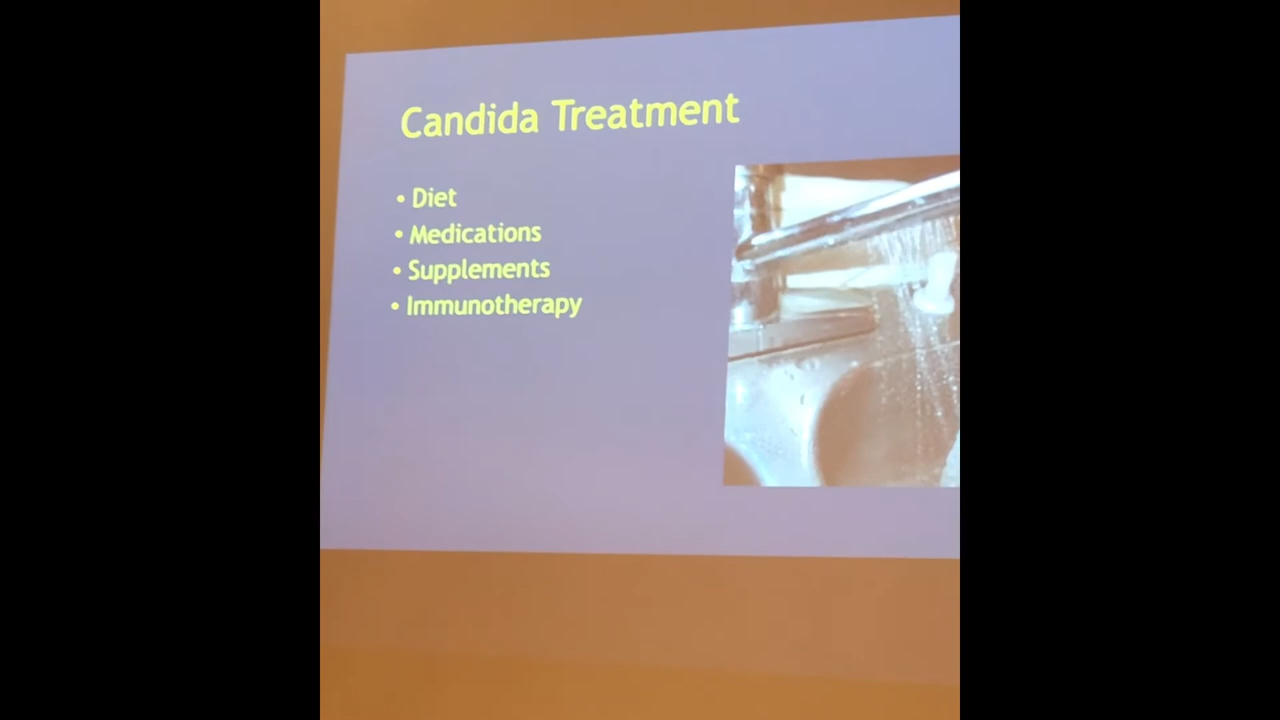 Candida Treatment
• Diet
• Medications
• Supplements
• Immunotherapy